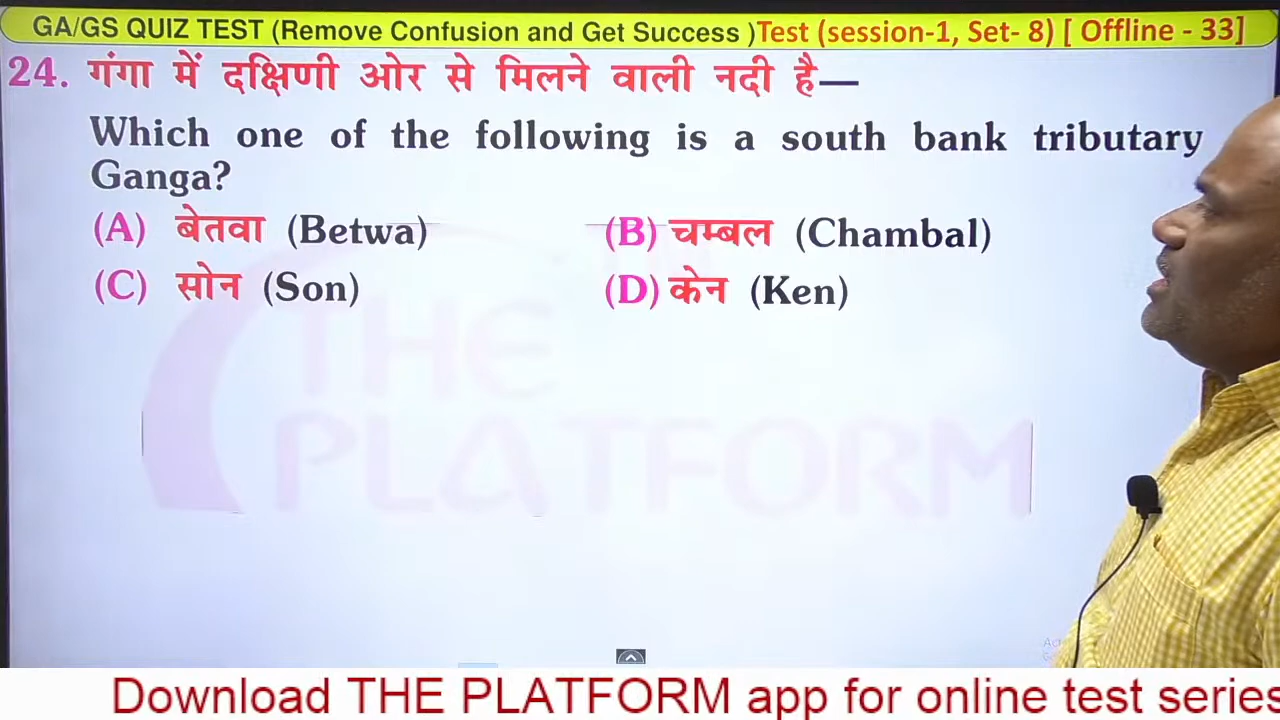 GA/GS QUIZ TEST (Remove Confusion and Get Success )Test (session-1, Set- 8) [ Offline - 33]
24. गंगा में दक्षिणी ओर से मिलने वाली नदी है—
Which one of the following is a south bank tributary
Ganga?
(A) बेतवा (Betwa) (B) चम्बल (Chambal)
(C) सोन (Son) (D) केन (Ken)
THE
PLATFORM
Download THE PLATFORM app for online test series